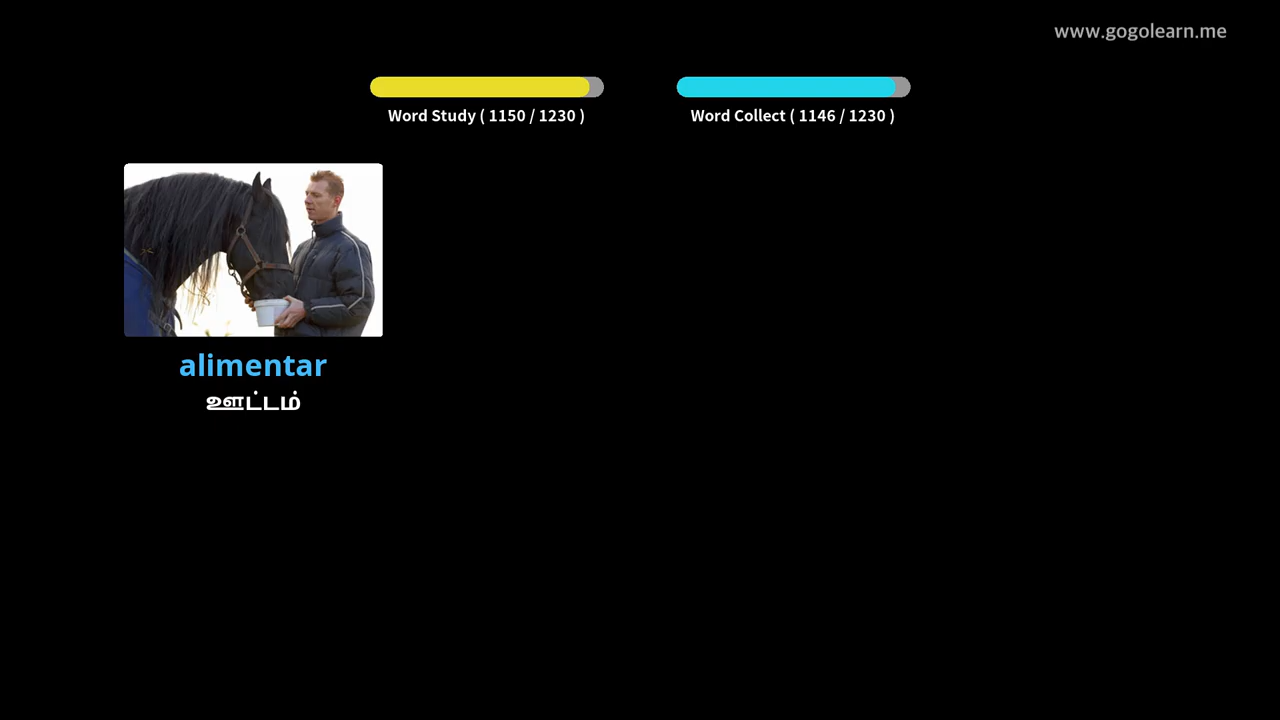 www.gogolearn.me
Word Study ( 1150 / 1230 )
Word Collect ( 1146 / 1230 )
alimentar
ஊட்டம்